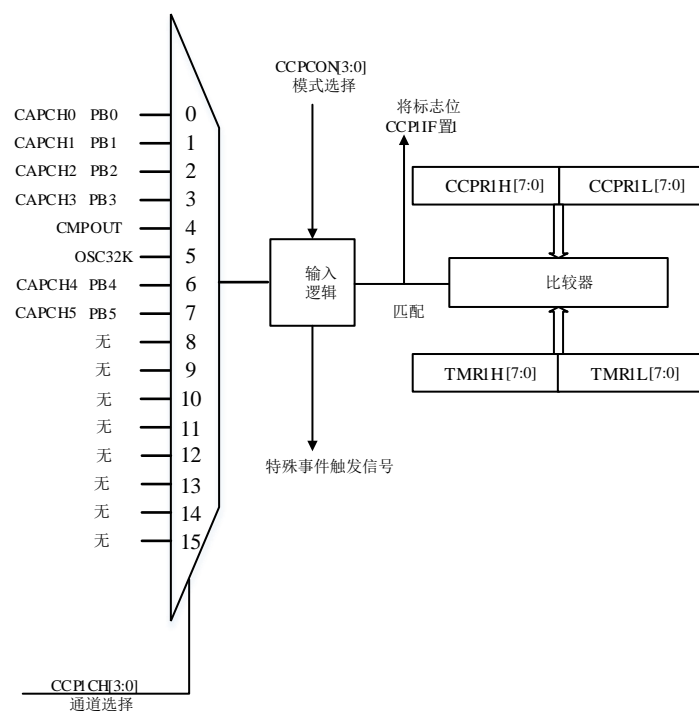 CCPCON[3:0]
模式选择
将标志位
CCP1IF置1
CAPCH0 PB0 0
CAPCH1 PB1 1
CAPCH2 PB2 2
CAPCH3 PB3 3
CMPOUT 4
OSC32K 5
CAPCH4 PB4 6
CAPCH5 PB5 7
无 8
无 9
无 10
无 11
无 12
无 13
无 14
无 15
输入
逻辑
匹配
CCPR1H[7:0] CCPR1L[7:0]
比较器
TMR1H[7:0] TMR1L[7:0]
特殊事件触发信号
CCP1CH[3:0]
通道选择